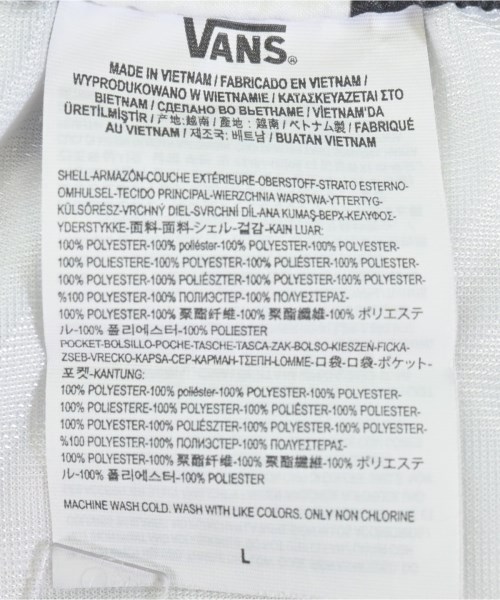 VANS®
MADE IN VIETNAM / FABRICADO EN VIETNAM /
WYPRODUKOWANO W WIETNAMIE / ΚΑΤΑΣΚΕΥΑΖΕΤΑΙ ΣΤΟ
ΒΙΕΤΝΑΜ / СДЕЛАНО ВО ВЬЕТНАМЕ / VİETNAM'DA
ÜRETİLMİŞTİR / 产地:越南 / 產地:越南 / ベトナム製 / FABRIQUÉ
AU VIETNAM / 제조국: 베트남 / BUATAN VIETNAM
SHELL-ARMAZÓN-COUCHE EXTÉRIEURE-OBERSTOFF-STRATO ESTERNO-
OMHULSEL-TECIDO PRINCIPAL-WIERZCHNIA WARSTWA-YTTERTYG-
KÜLSŐRÉSZ-VRCHNÝ DIEL-SVRCHNÍ DÍL-ANA KUMAŞ-ВЕРХ-ΚΕΛΥΦΟΣ-
YDERSTYKKE-面料-面料-シェル-겉감-KAIN LUAR:
100% POLYESTER-100% poliéster-100% POLYESTER-100% POLYESTER-
100% POLIESTERE-100% POLYESTER-100% POLIÉSTER-100% POLIESTER-
100% POLYESTER-100% POLIÉSZTER-100% POLYESTER-100% POLYESTER-
%100 POLYESTER-100% ПОЛИЭСТЕР-100% ΠΟΛΥΕΣΤΕΡΑΣ-
100% POLYESTER-100% 聚酯纤维-100% 聚酯纖維-100% ポリエステ
ル-100% 폴리에스터-100% POLIESTER
POCKET-BOLSILLO-POCHE-TASCHE-TASCA-ZAK-BOLSO-KIESZEŃ-FICKA-
ZSEB-VRECKO-KAPSA-CEP-КАРМАН-ΤΣΕΠΗ-LOMME-口袋-口袋-ポケット-
포켓-KANTUNG:
100% POLYESTER-100% poliéster-100% POLYESTER-100% POLYESTER-
100% POLIESTERE-100% POLYESTER-100% POLIÉSTER-100% POLIESTER-
100% POLYESTER-100% POLIÉSZTER-100% POLYESTER-100% POLYESTER-
%100 POLYESTER-100% ПОЛИЭСТЕР-100% ΠΟΛΥΕΣΤΕΡΑΣ-
100% POLYESTER-100% 聚酯纤维-100% 聚酯纖維-100% ポリエステ
ル-100% 폴리에스터-100% POLIESTER
MACHINE WASH COLD. WASH WITH LIKE COLORS. ONLY NON CHLORINE
L